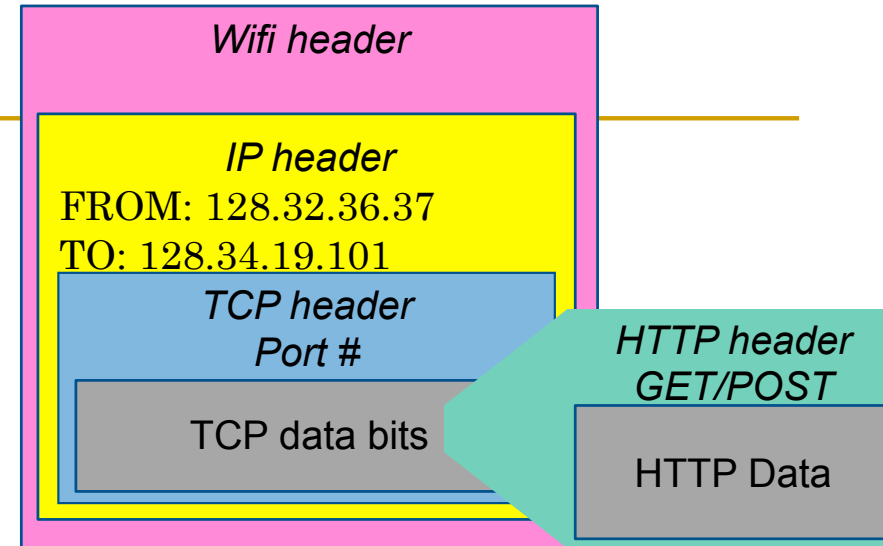 Wifi header
IP header
FROM: 128.32.36.37
TO: 128.34.19.101
TCP header
Port #
TCP data bits
HTTP header
GET/POST
HTTP Data